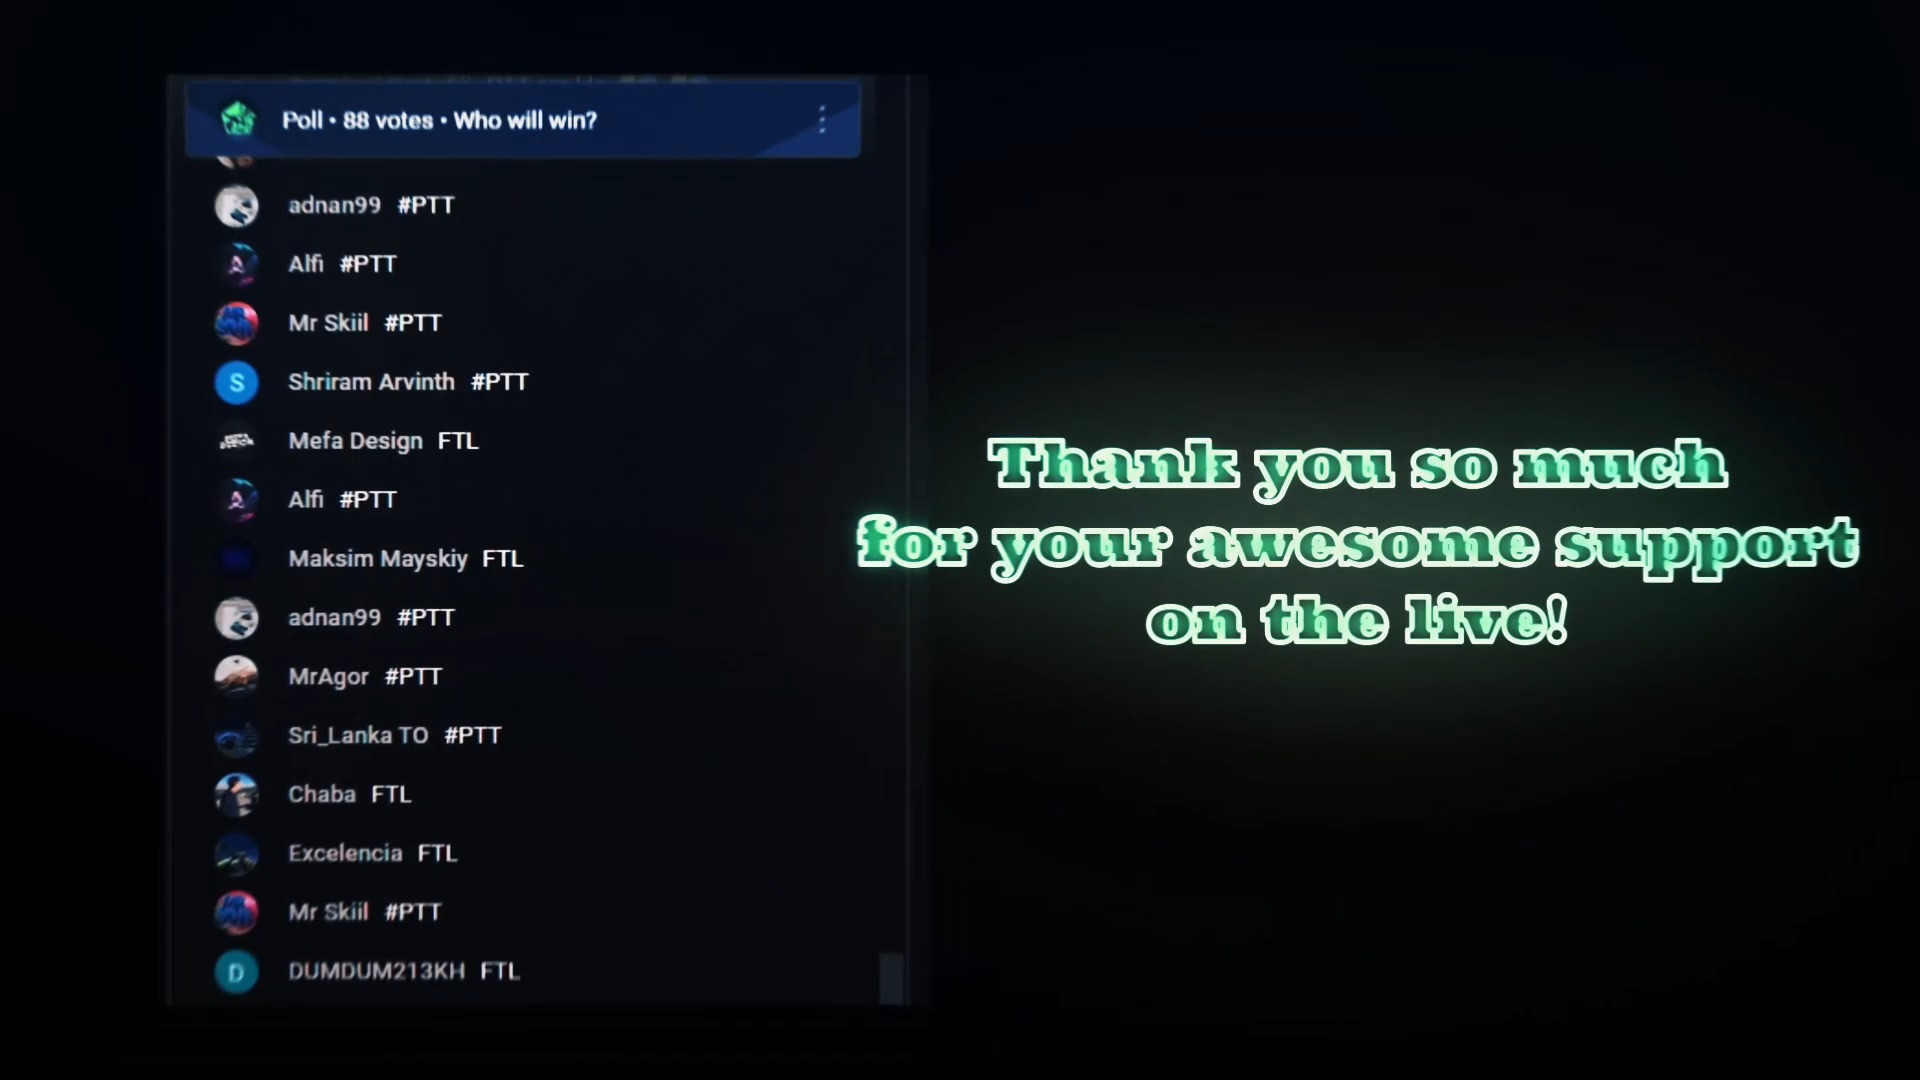 Poll • 88 votes • Who will win?
adnan99 #PTT
Alfi #PTT
Mr Skiil #PTT
S Shriram Arvinth #PTT
Mefa Design FTL
Alfi #PTT
Maksim Mayskiy FTL
adnan99 #PTT
MrAgor #PTT
Sri_Lanka TO #PTT
Chaba FTL
Excelencia FTL
Mr Skiil #PTT
D DUMDUM213KH FTL
Thank you so much
for your awesome support
on the live!